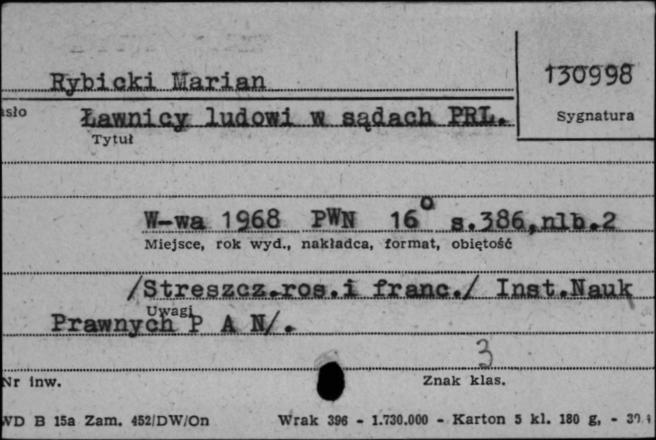 Rybicki Marian
130998
Ławnicy ludowi w sądach PRL.
Sygnatura
Tytuł
W-wa 1968 PWN 16° s.386,nlb.2
Miejsce, rok wyd., nakładca, format, objętość
/Streszcz.ros.i franc./ Inst.Nauk
Uwagi
Prawnych P A N/.
3
Nr inw.
Znak klas.
WD B 15a Zam. 452/DW/On Wrak 396 - 1.730.000 - Karton 5 kl. 180 g, -